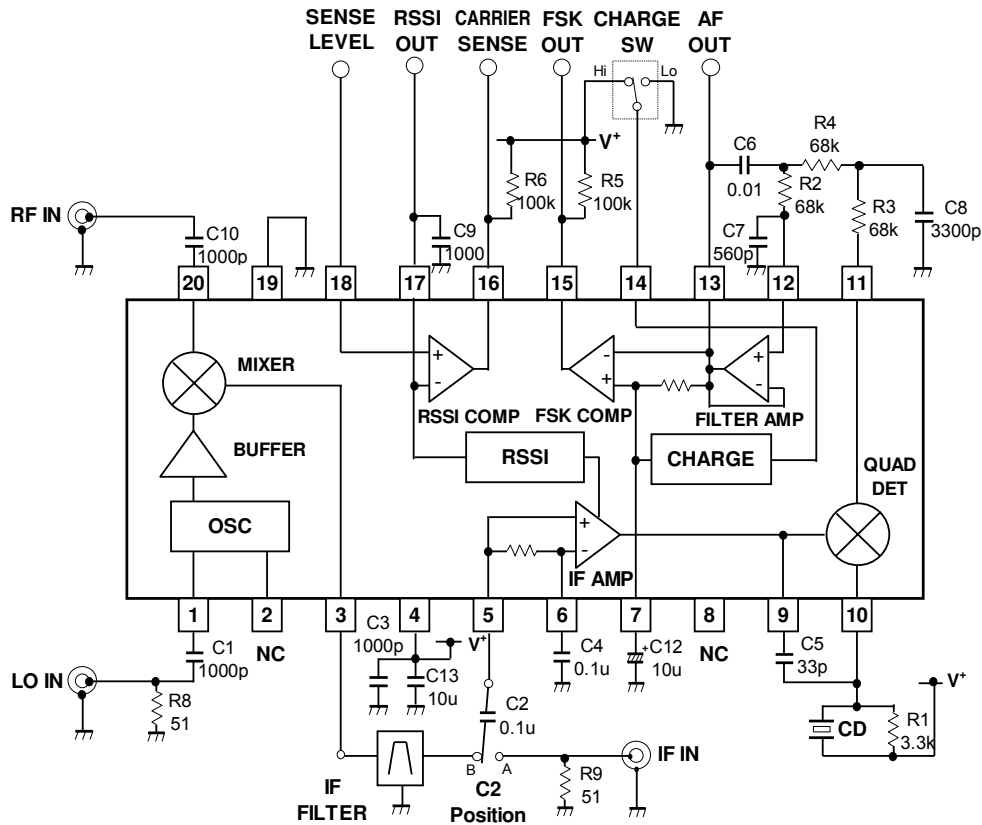 SENSE LEVEL
RSSI OUT
CARRIER SENSE
FSK OUT
CHARGE SW
AF OUT
Hi
Lo
V+
R6
100k
R5
100k
C6
0.01
R4
68k
R2
68k
R3
68k
C8
3300p
C7
560p
C9
1000
RF IN
C10
1000p
20
19
18
17
16
15
14
13
12
11
MIXER
+
-
RSSI COMP
-
+
FSK COMP
+
-
FILTER AMP
BUFFER
RSSI
CHARGE
QUAD DET
OSC
+
-
IF AMP
1
2
3
4
5
6
7
8
9
10
NC
NC
C1
1000p
LO IN
R8
51
C3
1000p
V+
C13
10u
C2
0.1u
C4
0.1u
+
C12
10u
C5
33p
V+
CD
R1
3.3k
B
A
IF IN
R9
51
IF FILTER
C2 Position